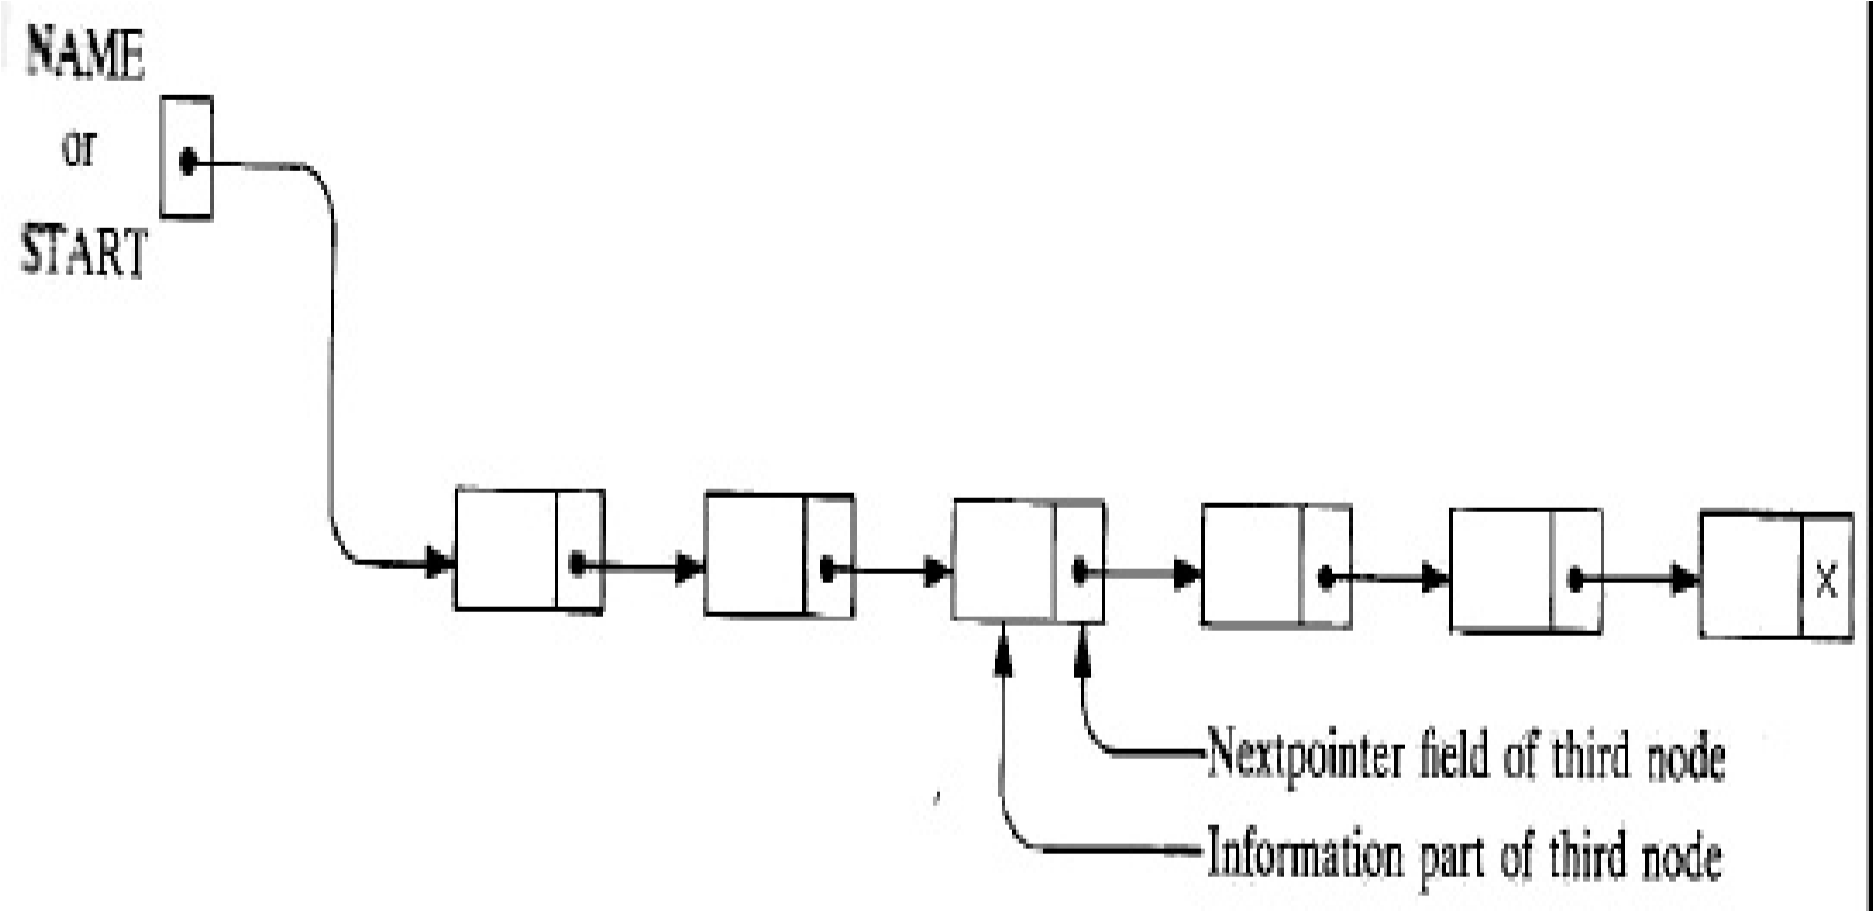 NAME
or
START
X
Nextpointer field of third node
Information part of third node